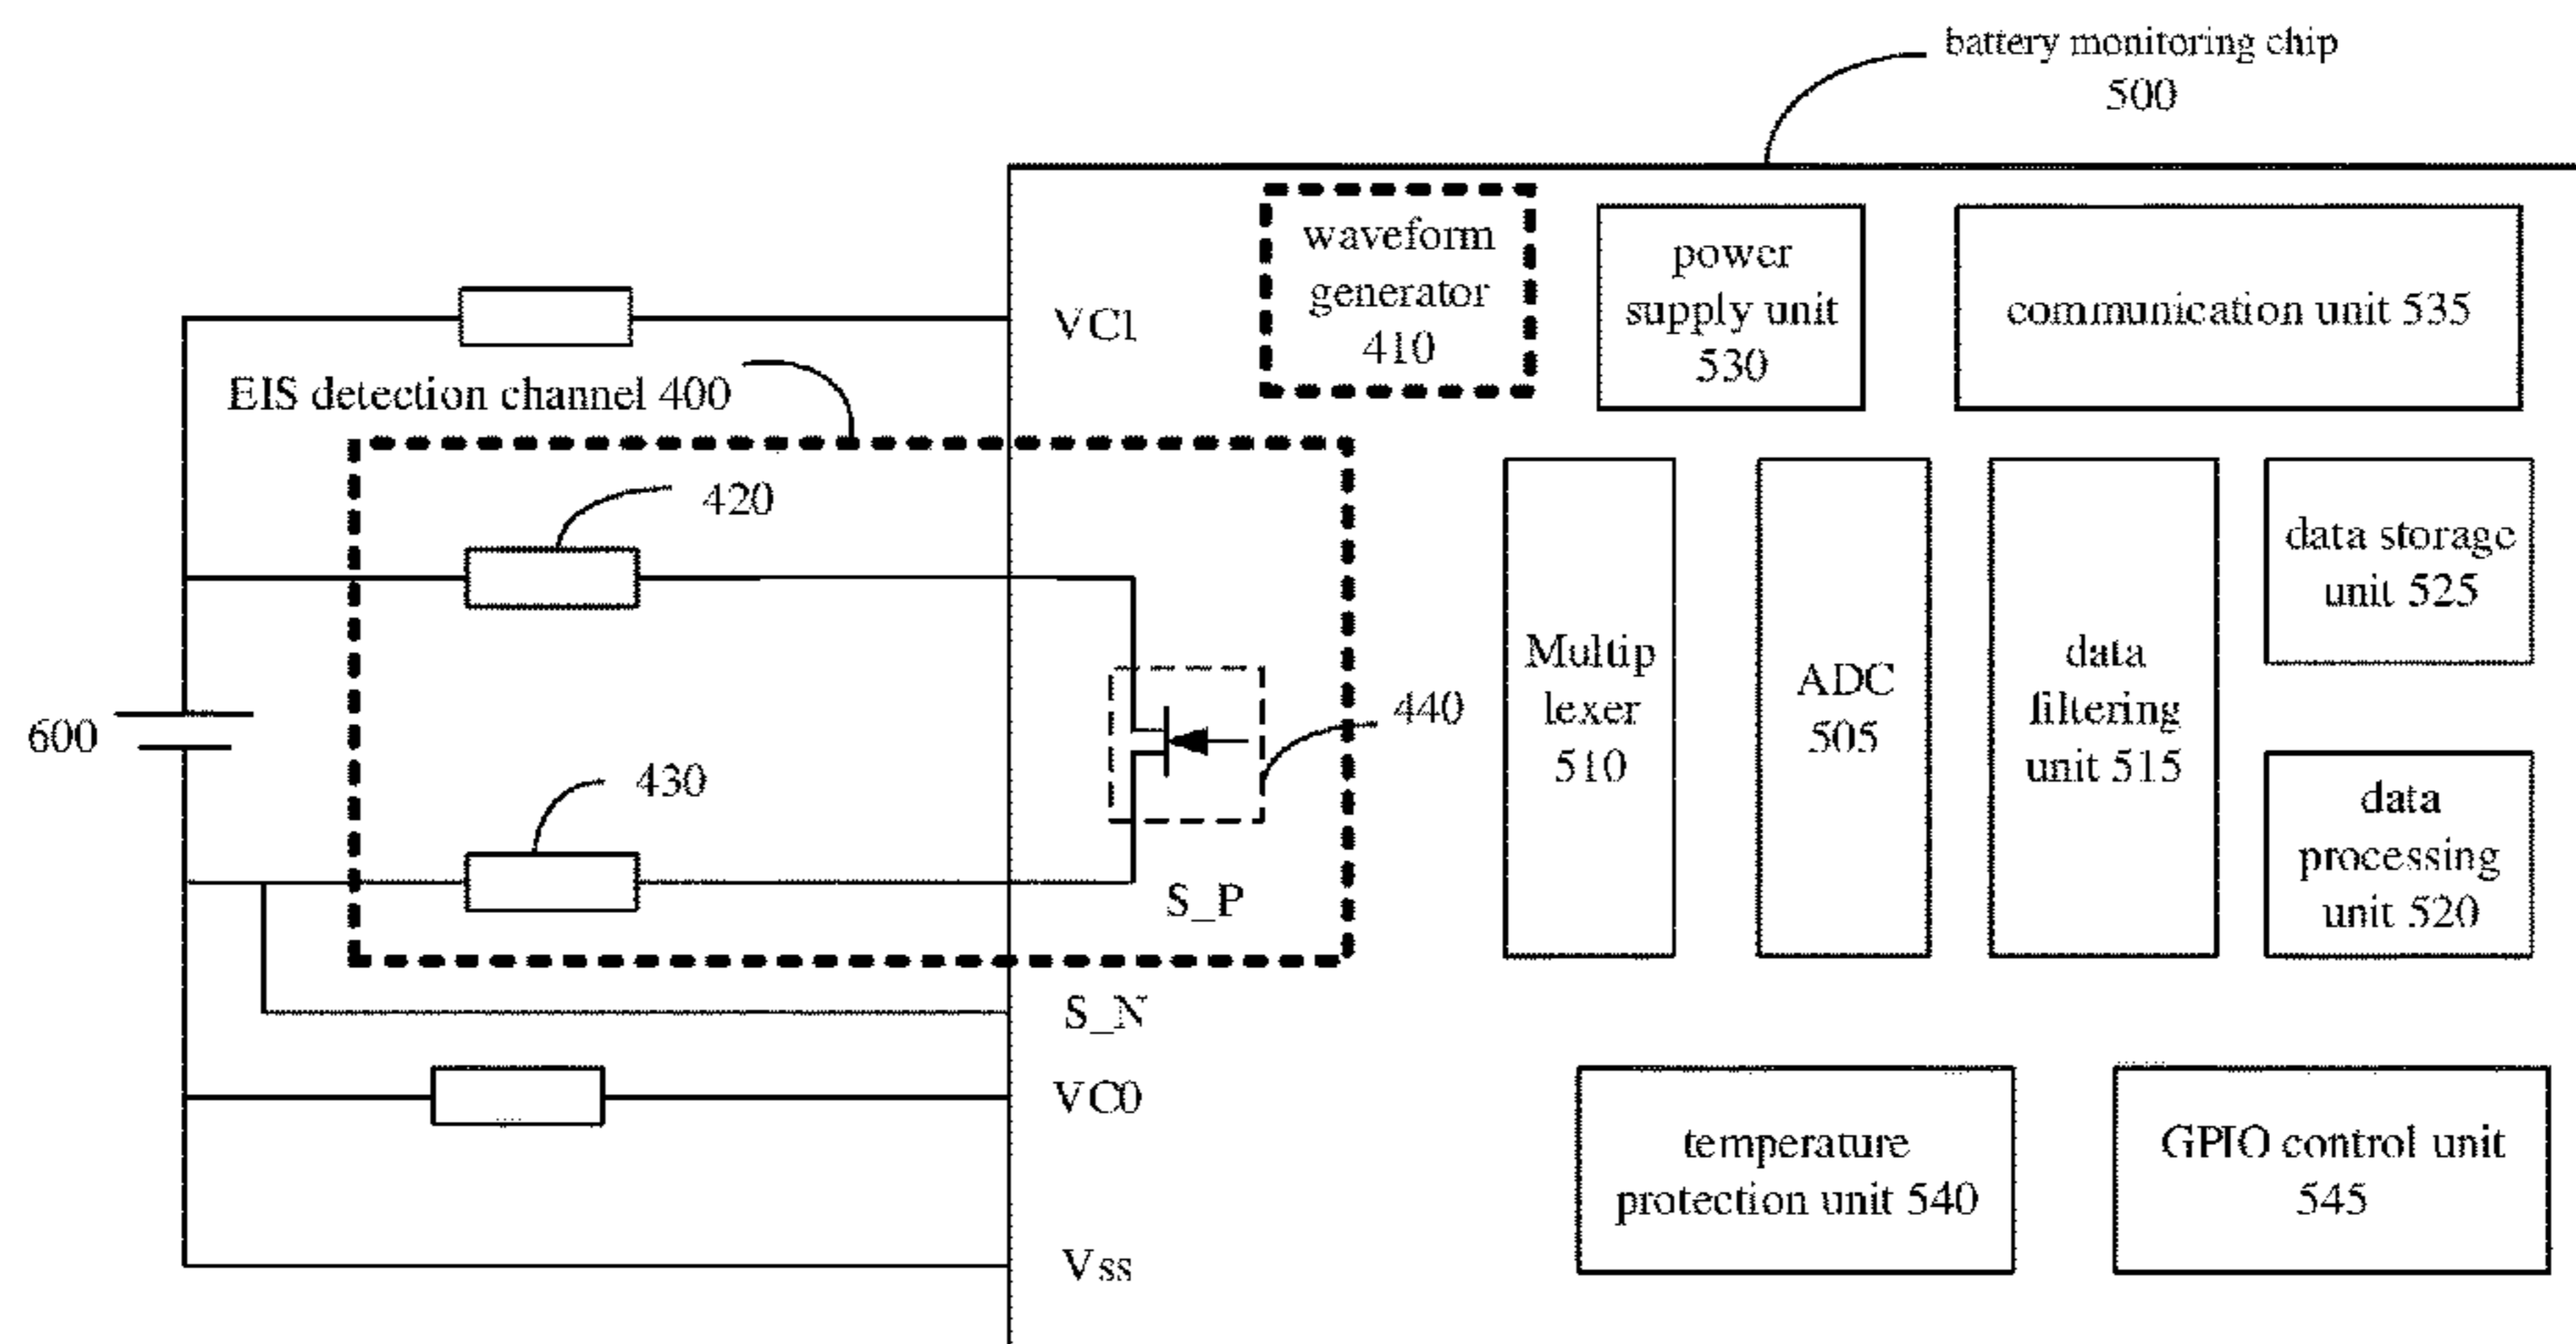 battery monitoring chip
500
waveform
generator
410
power
supply unit
530
communication unit 535
VC1
EIS detection channel 400
420
430
440
600
S_P
S_N
VC0
Vss
Multip
lexer
510
ADC
505
data
filtering
unit 515
data storage
unit 525
data
processing
unit 520
temperature
protection unit 540
GPIO control unit
545